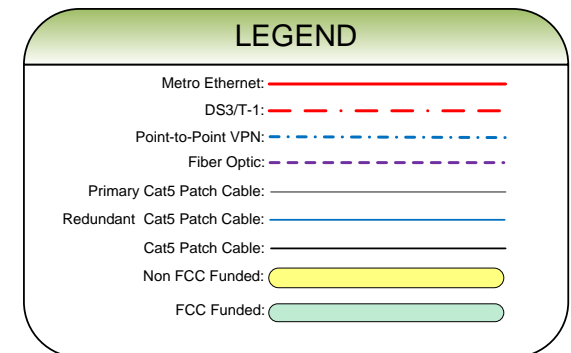 LEGEND
Metro Ethernet:
DS3/T-1:
Point-to-Point VPN:
Fiber Optic:
Primary Cat5 Patch Cable:
Redundant Cat5 Patch Cable:
Cat5 Patch Cable:
Non FCC Funded:
FCC Funded: